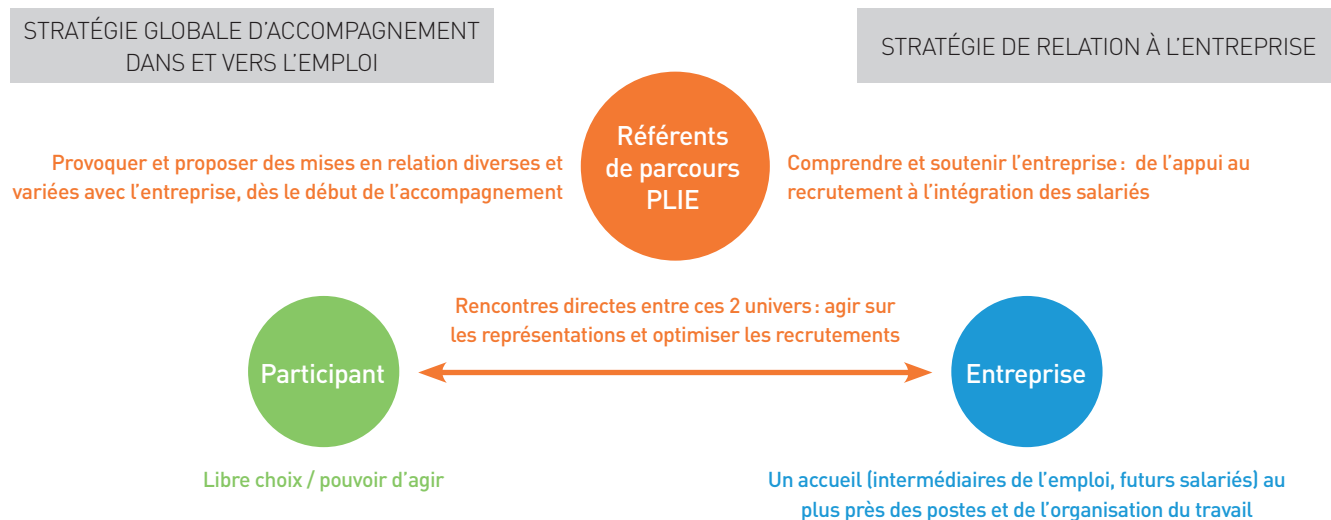 STRATÉGIE GLOBALE D’ACCOMPAGNEMENT
DANS ET VERS L’EMPLOI
STRATÉGIE DE RELATION À L’ENTREPRISE
Référents
de parcours
PLIE
Provoquer et proposer des mises en relation diverses et
variées avec l’entreprise, dès le début de l’accompagnement
Comprendre et soutenir l’entreprise : de l’appui au
recrutement à l’intégration des salariés
Rencontres directes entre ces 2 univers : agir sur
les représentations et optimiser les recrutements
Participant
Entreprise
Libre choix / pouvoir d’agir
Un accueil (intermédiaires de l’emploi, futurs salariés) au
plus près des postes et de l’organisation du travail